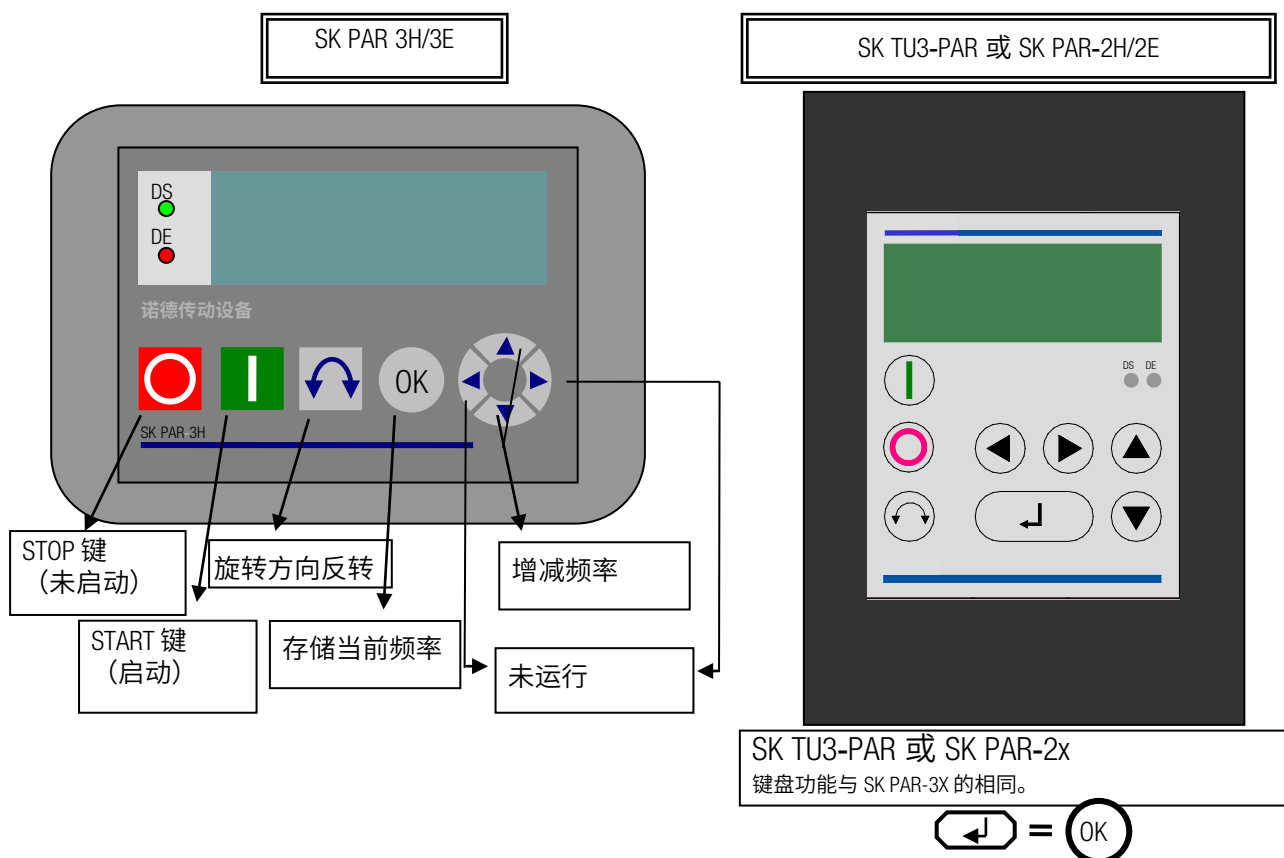 SK PAR 3H/3E
DS
DE
诺德传动设备
OK
SK PAR 3H
STOP 键
（未启动）
START 键
（启动）
旋转方向反转
存储当前频率
增减频率
未运行
SK TU3-PAR 或 SK PAR-2H/2E
DS DE
SK TU3-PAR 或 SK PAR-2x
键盘功能与 SK PAR-3X 的相同。
= OK